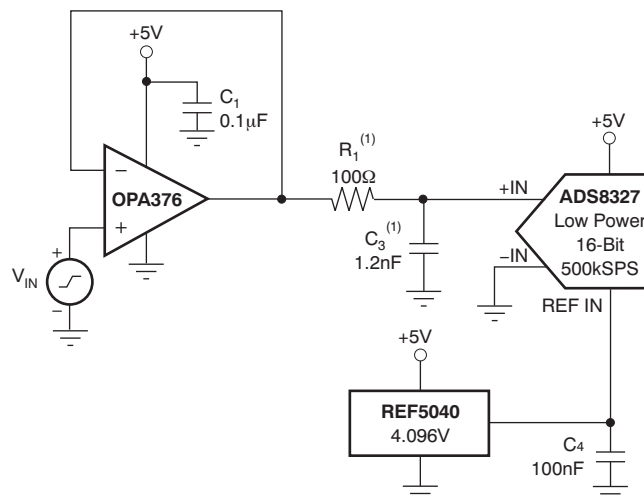 +5V
C1
0.1μF
−
OPA376
+
+
VIN
−
R1(1)
100Ω
C3(1)
1.2nF
+5V
+IN
ADS8327
Low Power
16-Bit
500kSPS
−IN
REF IN
+5V
REF5040
4.096V
C4
100nF